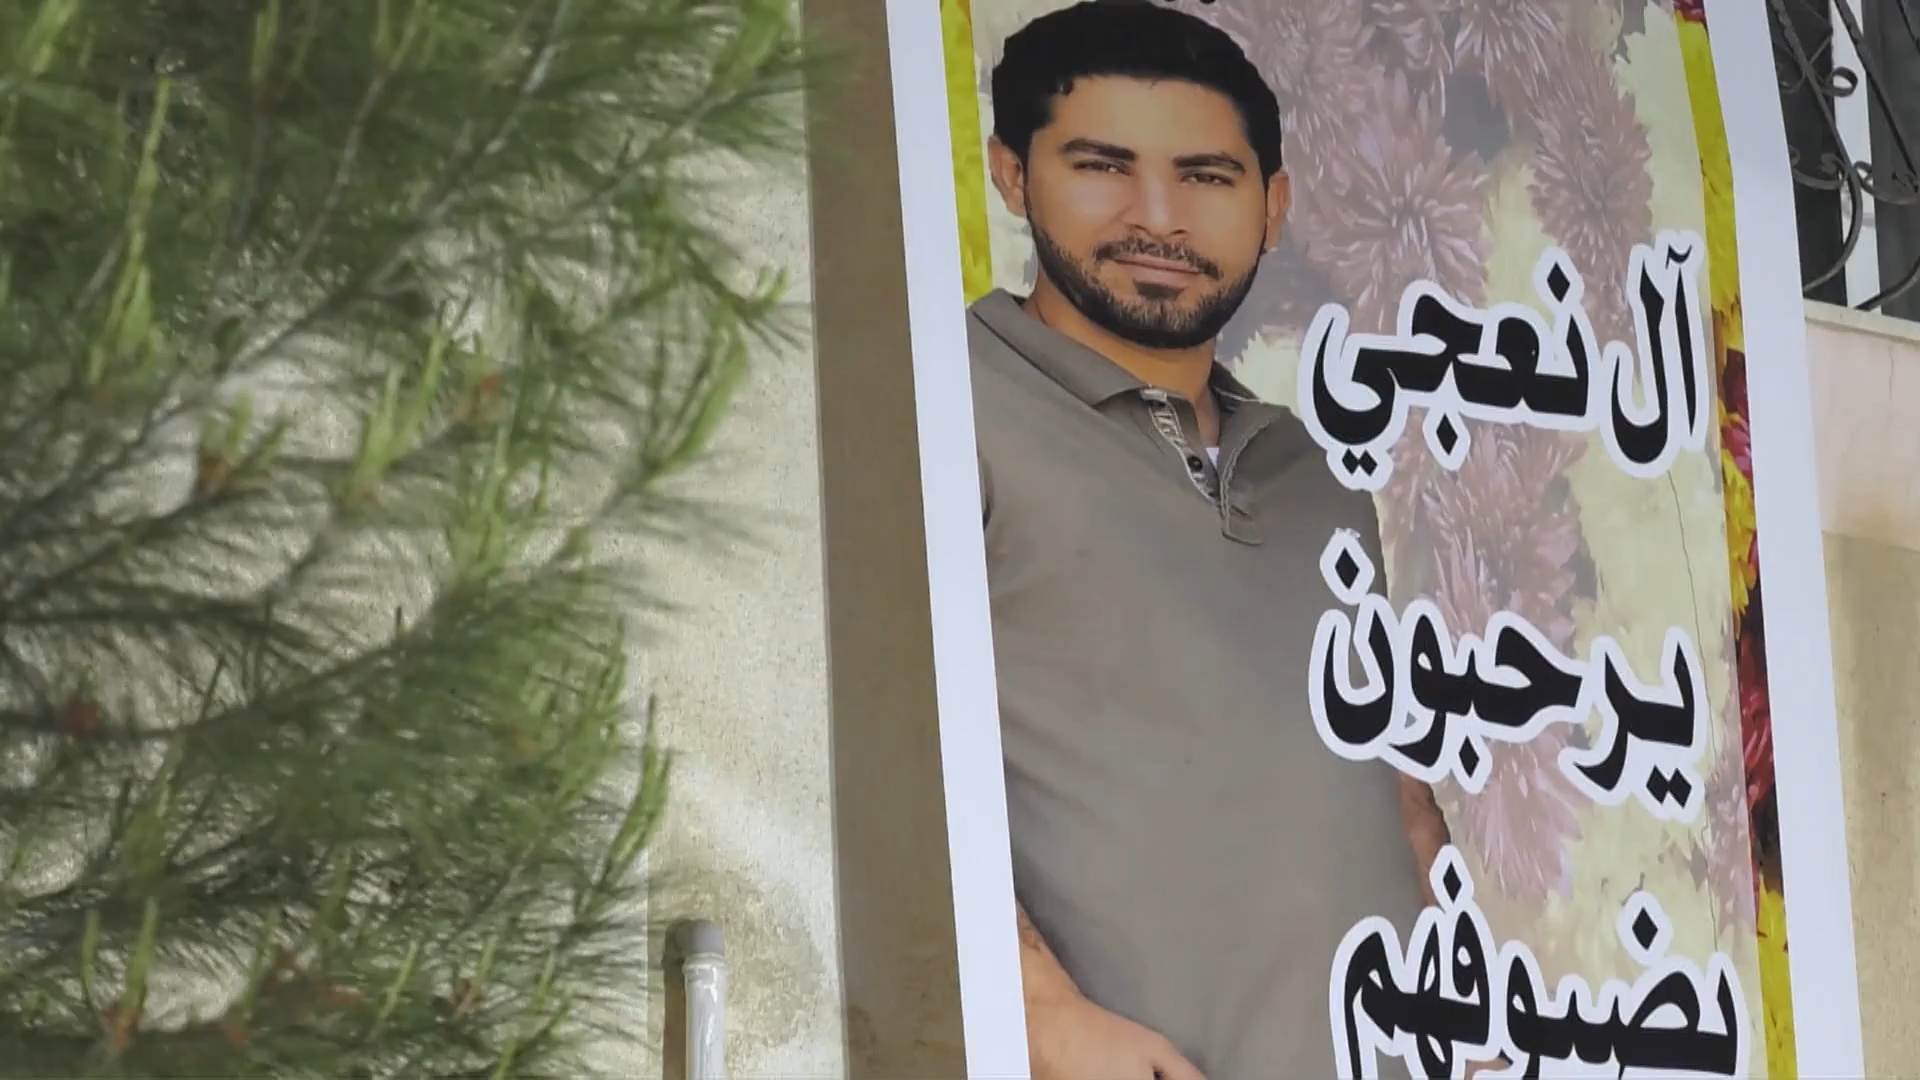 آل نعجي
يرحبون
بضيوفهم